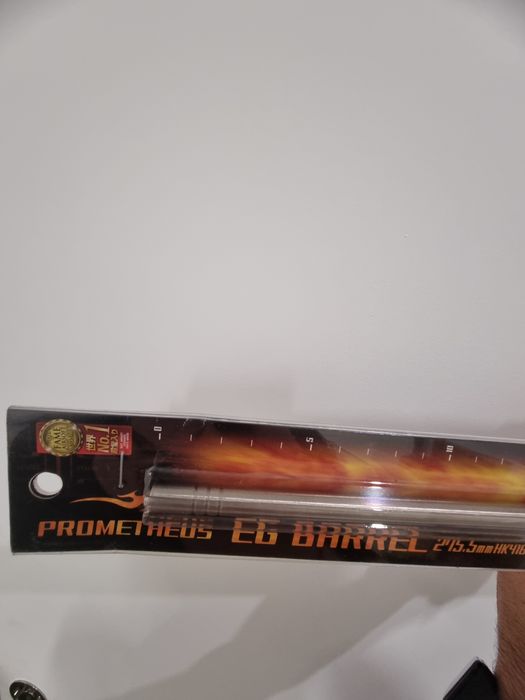 世界
No.1
0
5
10
PROMETHEUS EG BARREL 275.5mm HK416